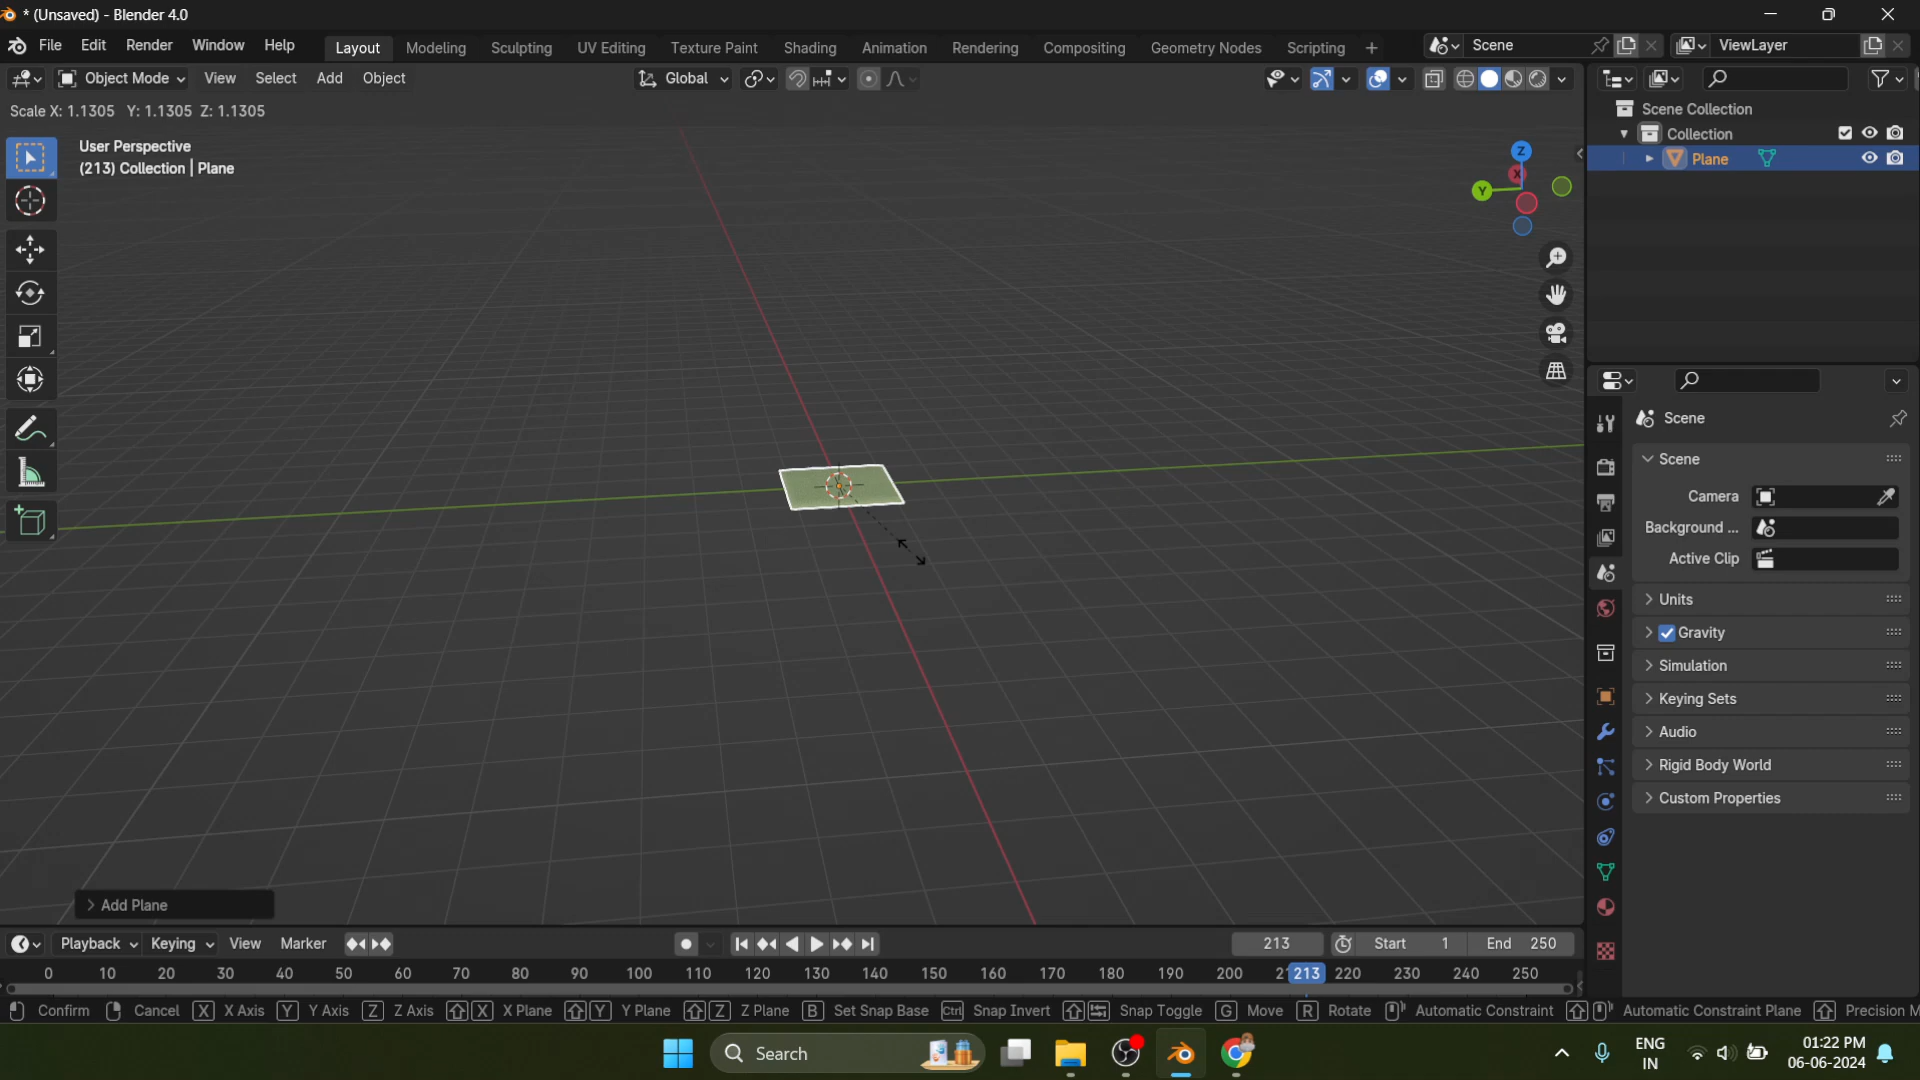 * (Unsaved) - Blender 4.0
File Edit Render Window Help Layout Modeling Sculpting UV Editing Texture Paint Shading Animation Rendering Compositing Geometry Nodes Scripting + Scene ViewLayer
Object Mode View Select Add Object Global
Scale X: 1.1305 Y: 1.1305 Z: 1.1305
User Perspective
(213) Collection | Plane
Z
X
Y
Scene Collection
Collection
Plane
Scene
Scene
Camera
Background ...
Active Clip
Units
Gravity
Simulation
Keying Sets
Audio
Rigid Body World
Custom Properties
> Add Plane
Playback Keying View Marker 213 Start 1 End 250
0 10 20 30 40 50 60 70 80 90 100 110 120 130 140 150 160 170 180 190 200 213 220 230 240 250
Confirm Cancel X X Axis Y Y Axis Z Z Axis X X Plane Y Y Plane Z Z Plane B Set Snap Base Ctrl Snap Invert Snap Toggle G Move R Rotate Automatic Constraint Automatic Constraint Plane Precision M
Search
ENG
IN
01:22 PM
06-06-2024